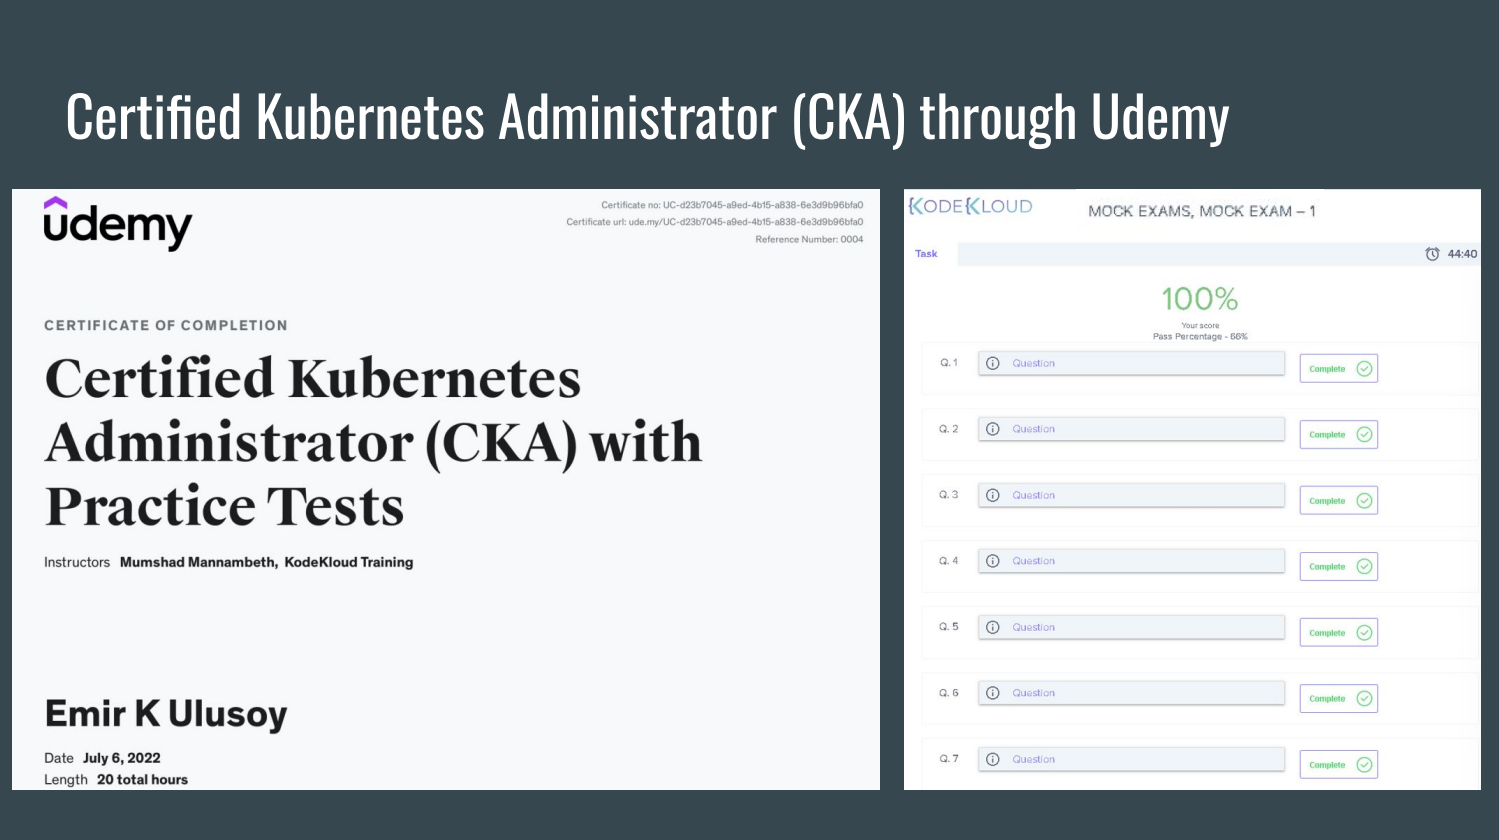 Certified Kubernetes Administrator (CKA) through Udemy
udemy
Certificate no: UC-d23b7045-a9ed-4b15-a838-6e3d9b96bfa0
Certificate url: ude.my/UC-d23b7045-a9ed-4b15-a838-6e3d9b96bfa0
Reference Number: 0004
CERTIFICATE OF COMPLETION
Certified Kubernetes
Administrator (CKA) with
Practice Tests
Instructors Mumshad Mannambeth, KodeKloud Training
Emir K Ulusoy
Date July 6, 2022
Length 20 total hours
KODEKLOUD
MOCK EXAMS, MOCK EXAM – 1
Task
44:40
100%
Your score
Pass Percentage - 66%
Q. 1 Question Complete
Q. 2 Question Complete
Q. 3 Question Complete
Q. 4 Question Complete
Q. 5 Question Complete
Q. 6 Question Complete
Q. 7 Question Complete